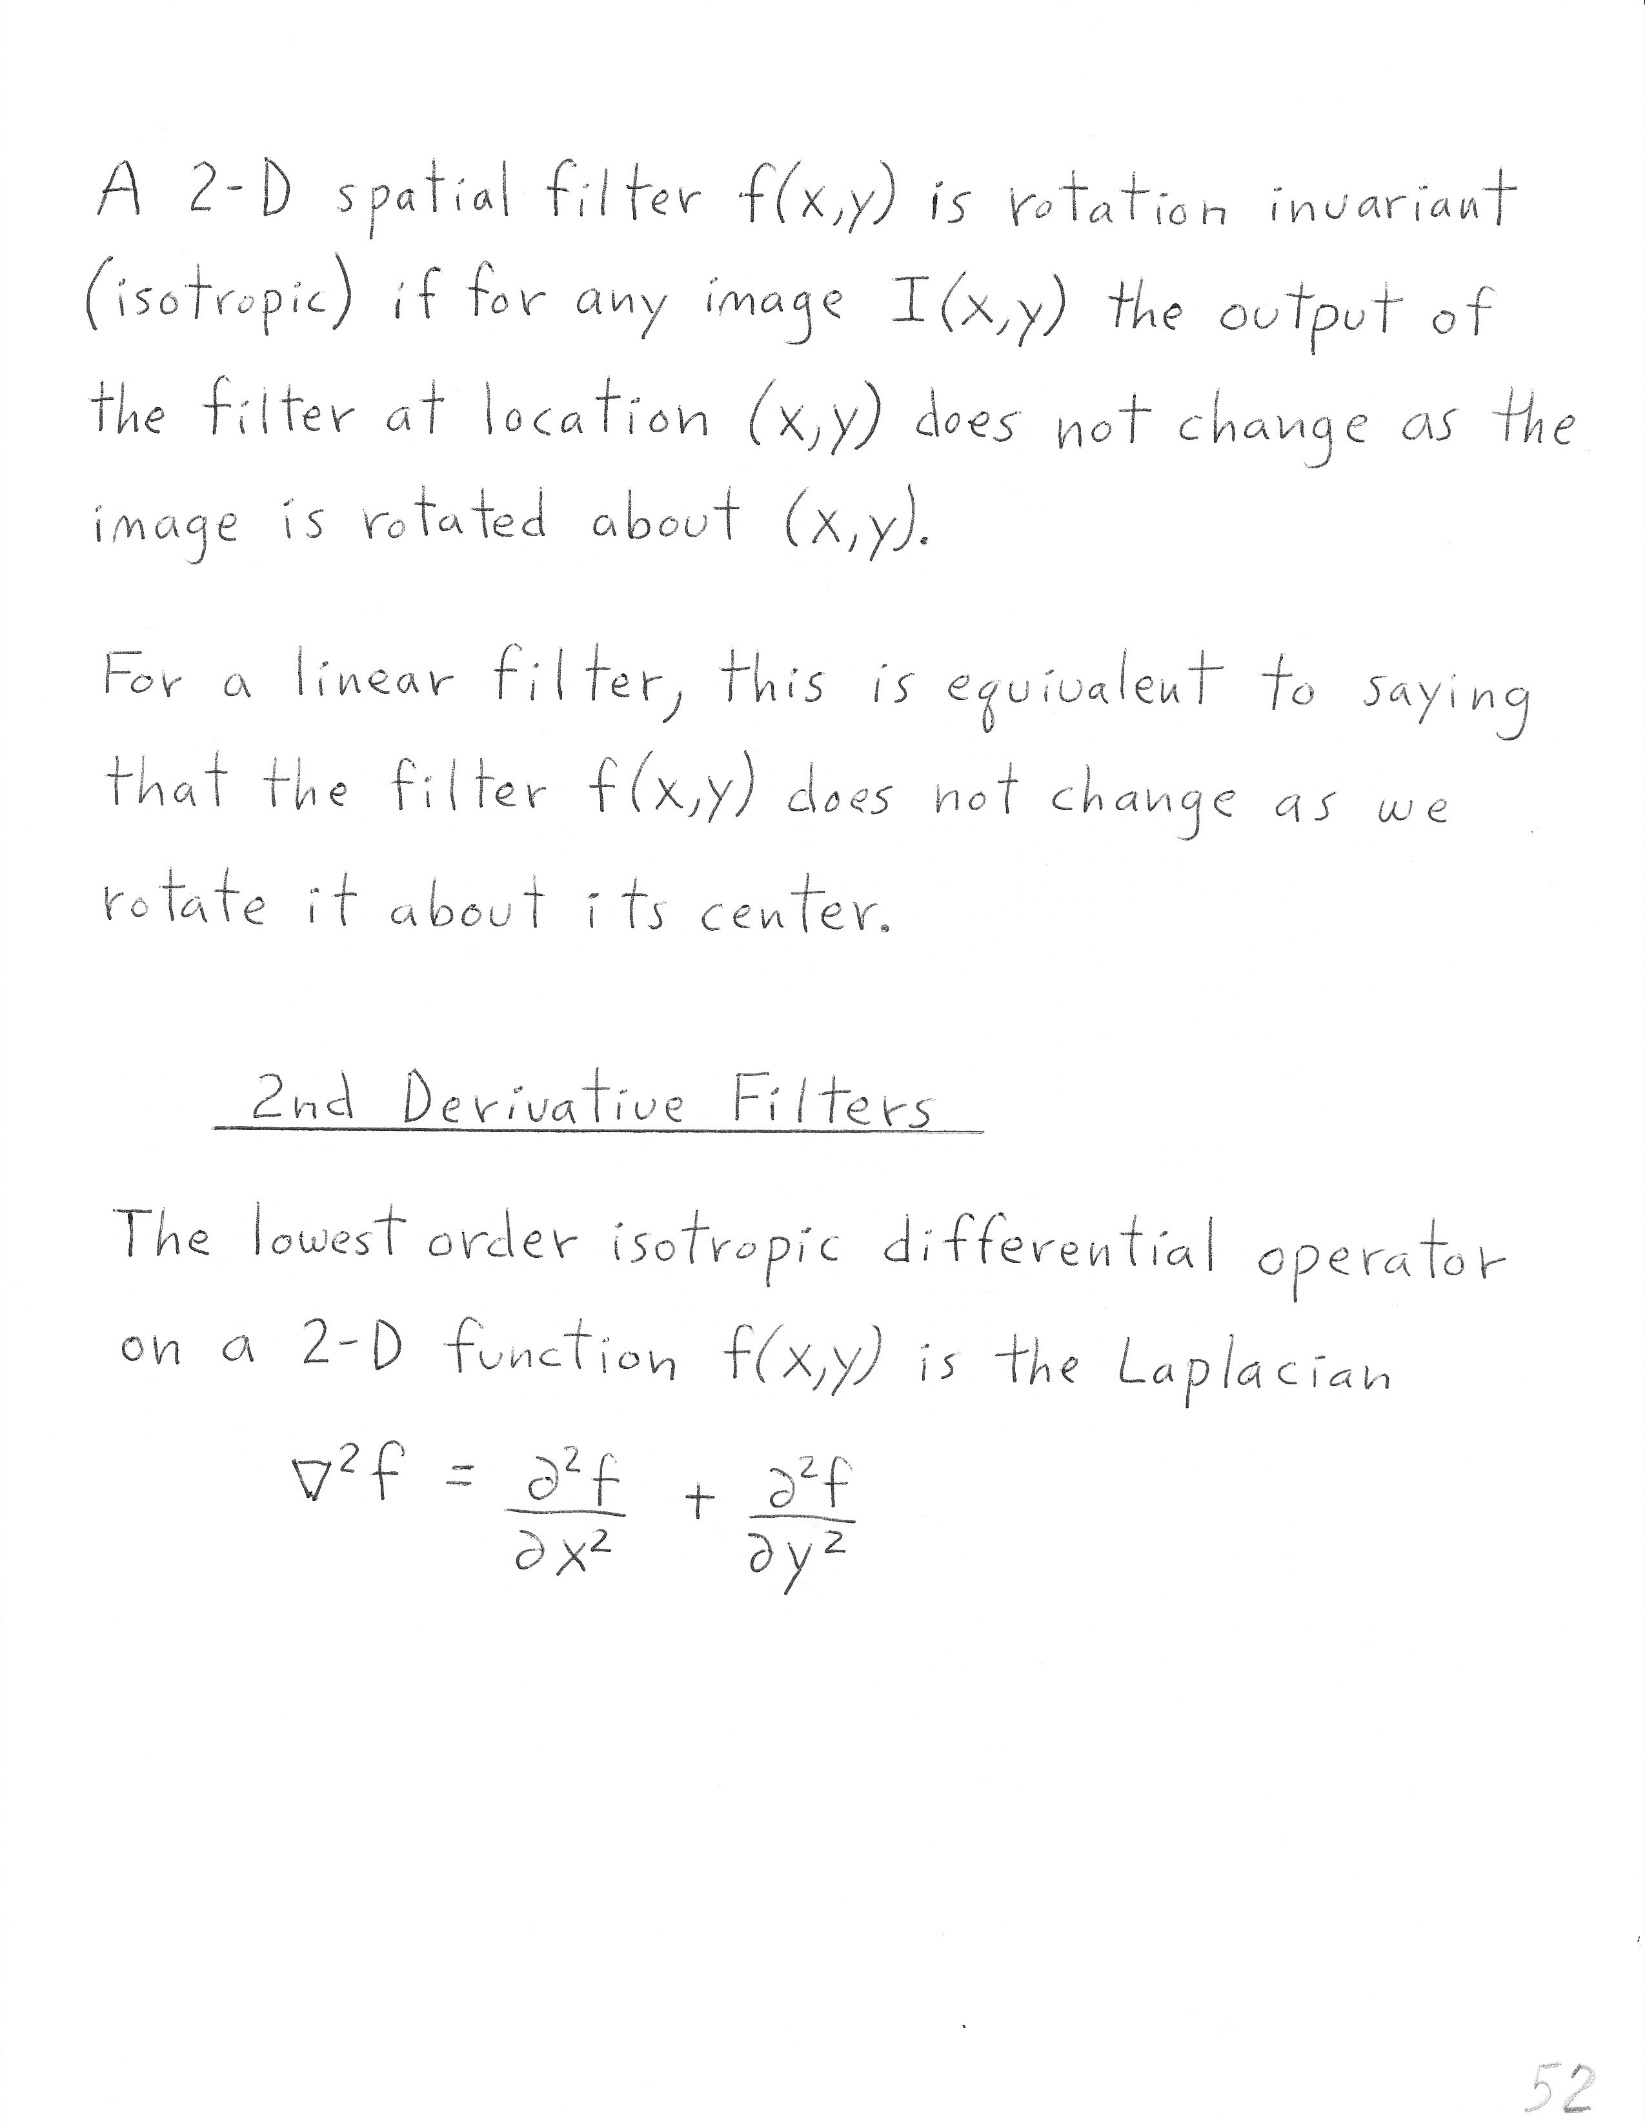 A 2-D spatial filter f(x,y) is rotation invariant
(isotropic) if for any image I(x,y) the output of
the filter at location (x,y) does not change as the
image is rotated about (x,y).
For a linear filter, this is equivalent to saying
that the filter f(x,y) does not change as we
rotate it about its center.
2nd Derivative Filters
The lowest order isotropic differential operator
on a 2-D function f(x,y) is the Laplacian
∇²f = ∂²f/∂x² + ∂²f/∂y²
52